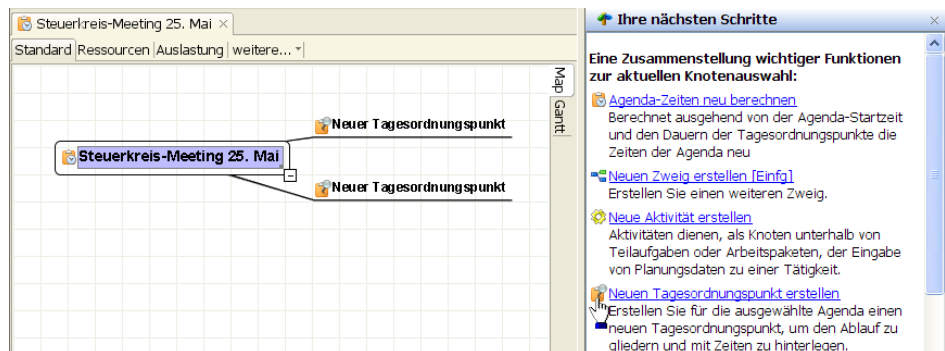 Steuerkreis-Meeting 25. Mai
Standard Ressourcen Auslastung weitere...
Map
Gantt
Neuer Tagesordnungspunkt
Steuerkreis-Meeting 25. Mai
Neuer Tagesordnungspunkt
Ihre nächsten Schritte
Eine Zusammenstellung wichtiger Funktionen
zur aktuellen Knotenauswahl:
Agenda-Zeiten neu berechnen
Berechnet ausgehend von der Agenda-Startzeit
und den Dauern der Tagesordnungspunkte die
Zeiten der Agenda neu
Neuen Zweig erstellen [Einfg]
Erstellen Sie einen weiteren Zweig.
Neue Aktivität erstellen
Aktivitäten dienen, als Knoten unterhalb von
Teilaufgaben oder Arbeitspaketen, der Eingabe
von Planungsdaten zu einer Tätigkeit.
Neuen Tagesordnungspunkt erstellen
Erstellen Sie für die ausgewählte Agenda einen
neuen Tagesordnungspunkt, um den Ablauf zu
gliedern und mit Zeiten zu hinterlegen.